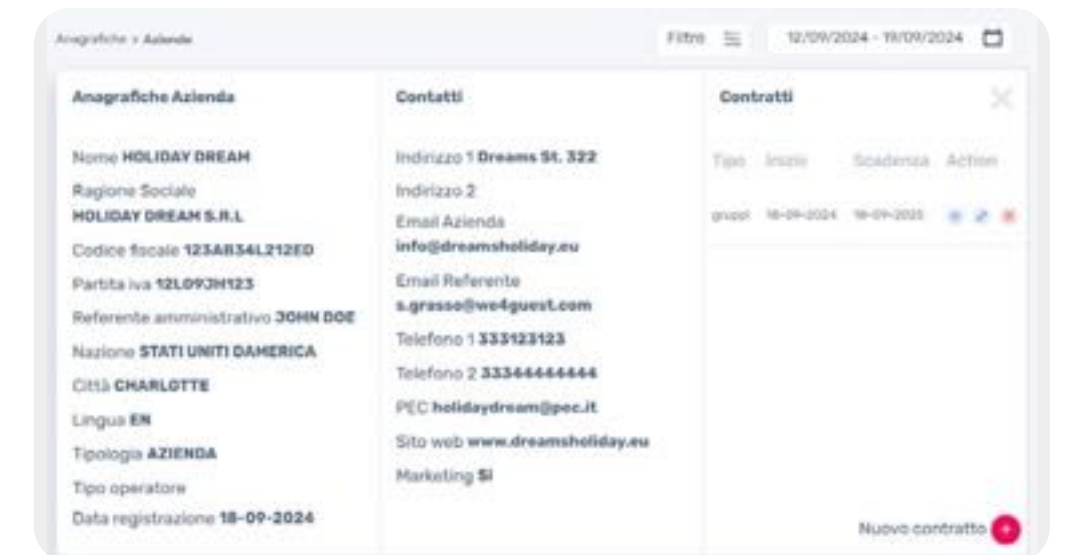 Anagrafiche > Aziende
Filtro
12/09/2024 - 19/09/2024
Anagrafiche Azienda
Nome HOLIDAY DREAM
Ragione Sociale
HOLIDAY DREAM S.R.L
Codice fiscale 123AB34L212ED
Partita iva 12L093H123
Referente amministrativo JOHN DOE
Nazione STATI UNITI DAMERICA
Città CHARLOTTE
Lingua EN
Tipologia AZIENDA
Tipo operatore
Data registrazione 18-09-2024
Contatti
Indirizzo 1 Dreams St. 322
Indirizzo 2
Email Azienda
info@dreamsholiday.eu
Email Referente
s.grasso@we4guest.com
Telefono 1 333123123
Telefono 2 33344444444
PEC holidaydream@pec.it
Sito web www.dreamsholiday.eu
Marketing Si
Contratti
Tipo Inizio Scadenza Action
gruppi 18-09-2024 18-09-2025
Nuovo contratto